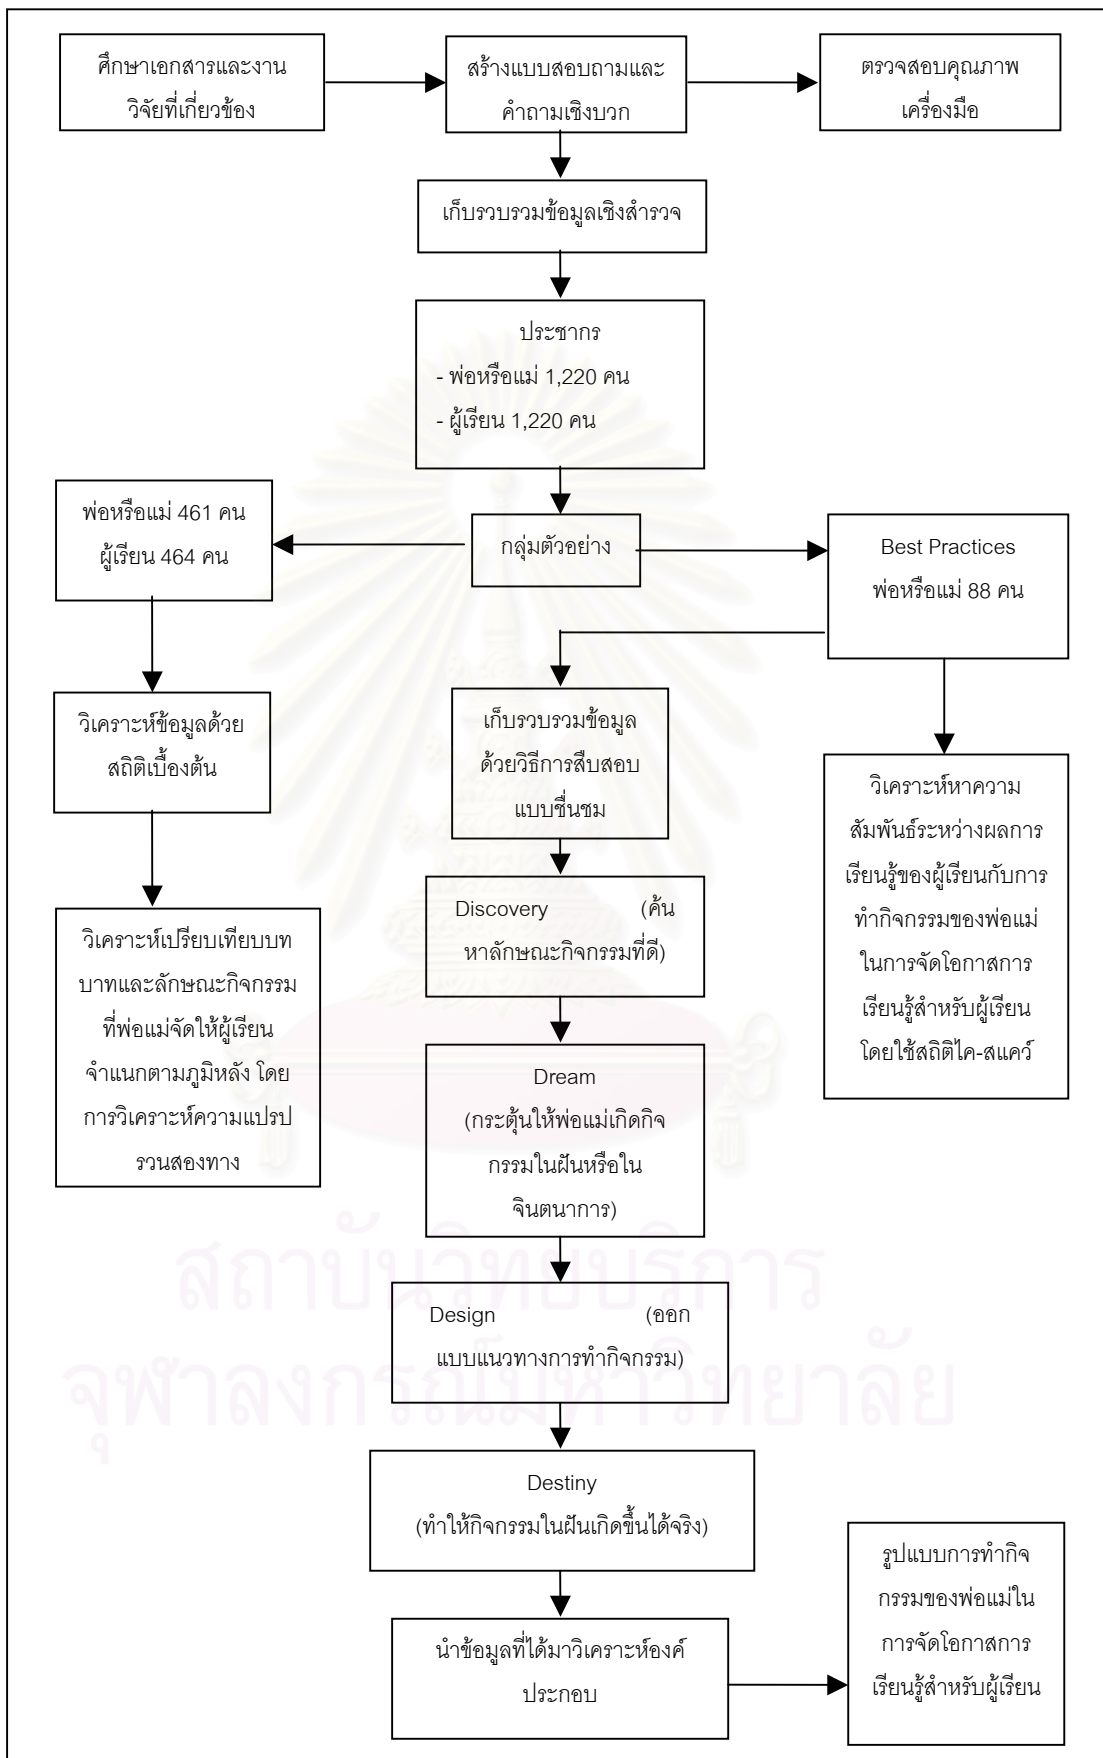 ศึกษาเอกสารและงาน
วิจัยที่เกี่ยวข้อง
สร้างแบบสอบถามและ
คำถามเชิงบวก
ตรวจสอบคุณภาพ
เครื่องมือ
เก็บรวบรวมข้อมูลเชิงสำรวจ
ประชากร
- พ่อหรือแม่ 1,220 คน
- ผู้เรียน 1,220 คน
พ่อหรือแม่ 461 คน
ผู้เรียน 464 คน
กลุ่มตัวอย่าง
Best Practices
พ่อหรือแม่ 88 คน
วิเคราะห์ข้อมูลด้วย
สถิติเบื้องต้น
เก็บรวบรวมข้อมูล
ด้วยวิธีการสืบสอบ
แบบชื่นชม
วิเคราะห์หาความ
สัมพันธ์ระหว่างผลการ
เรียนรู้ของผู้เรียนกับการ
ทำกิจกรรมของพ่อแม่
ในการจัดโอกาสการ
เรียนรู้สำหรับผู้เรียน
โดยใช้สถิติไค-สแควร์
วิเคราะห์เปรียบเทียบบท
บาทและลักษณะกิจกรรม
ที่พ่อแม่จัดให้ผู้เรียน
จำแนกตามภูมิหลัง โดย
การวิเคราะห์ความแปรป
รวนสองทาง
Discovery (ค้น
หาลักษณะกิจกรรมที่ดี)
Dream
(กระตุ้นให้พ่อแม่เกิดกิจ
กรรมในฝันหรือใน
จินตนาการ)
Design (ออก
แบบแนวทางการทำกิจกรรม)
Destiny
(ทำให้กิจกรรมในฝันเกิดขึ้นได้จริง)
นำข้อมูลที่ได้มาวิเคราะห์องค์
ประกอบ
รูปแบบการทำกิจ
กรรมของพ่อแม่ใน
การจัดโอกาสการ
เรียนรู้สำหรับผู้เรียน
สถาบันวิทยบริการ
จุฬาลงกรณ์มหาวิทยาลัย